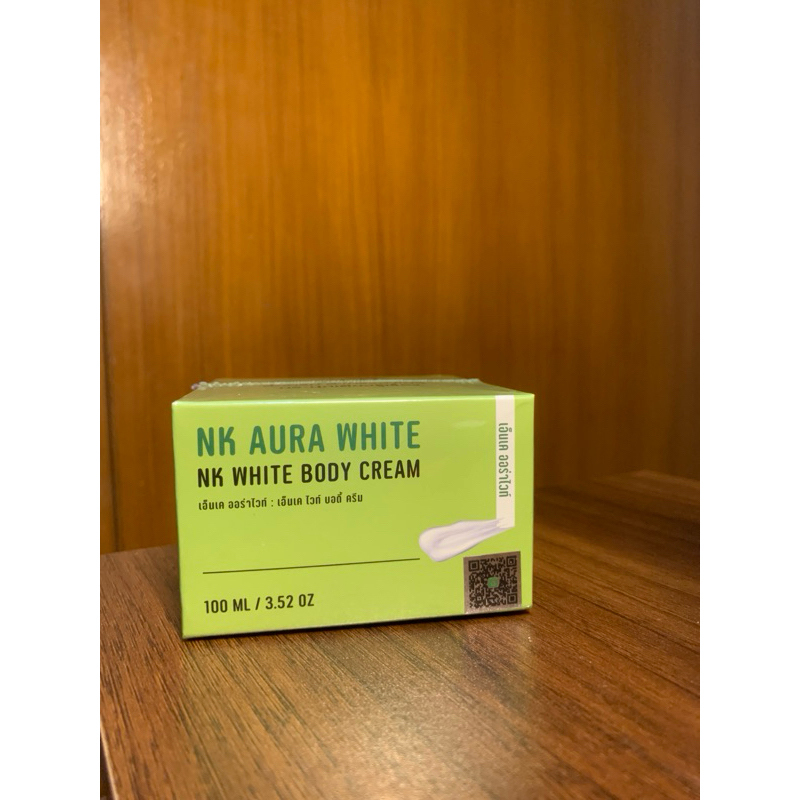 NK AURA WHITE
NK WHITE BODY CREAM
เอ็นเค ออร่าไวท์ : เอ็นเค ไวท์ บอดี้ ครีม
100 ML / 3.52 OZ
เอ็นเค ออร่าไวท์